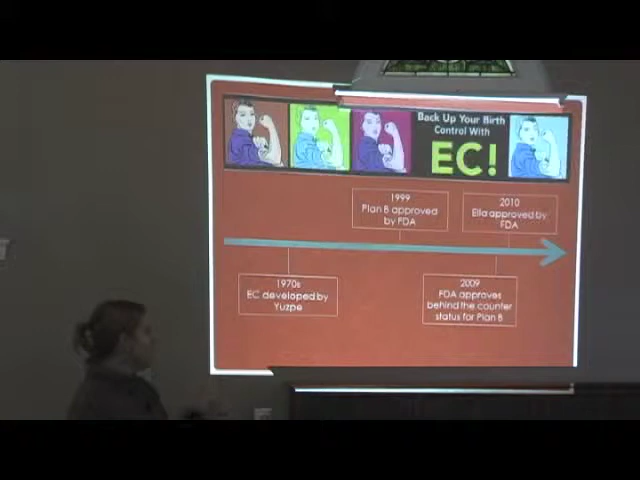 Back Up Your Birth
Control With
EC!
1999
Plan B approved
by FDA
2010
Ella approved by
FDA
1970s
EC developed by
Yuzpe
2009
FDA approves
behind the counter
status for Plan B